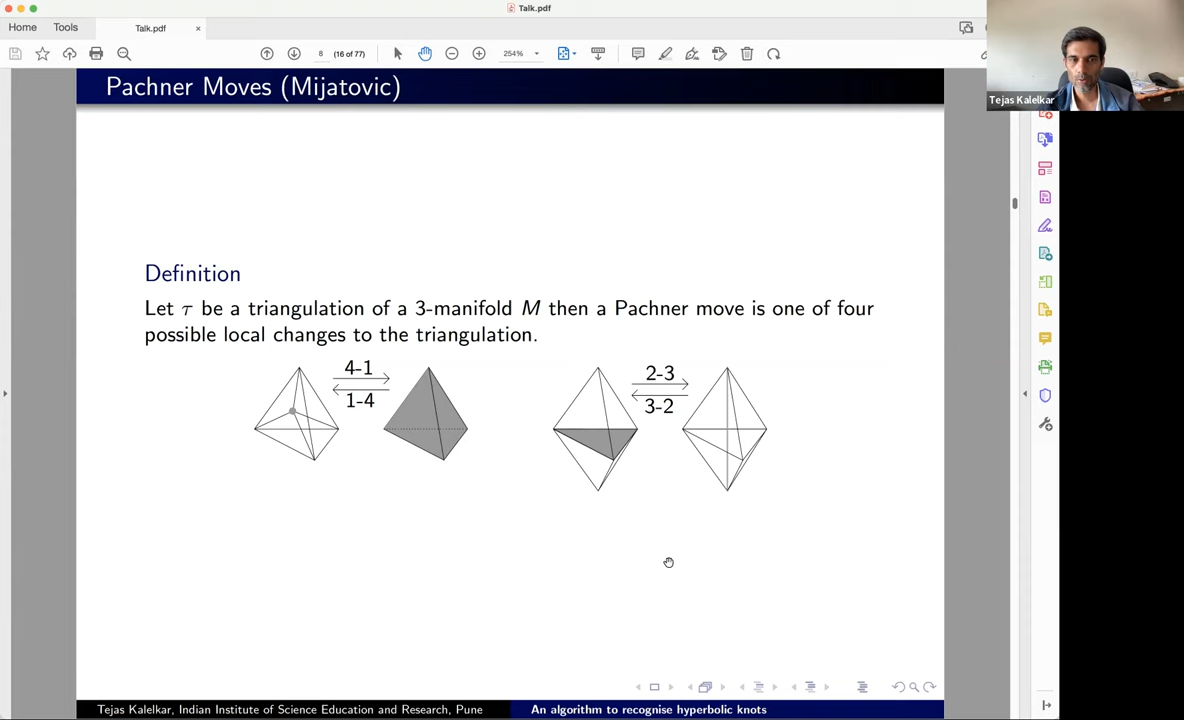 Talk.pdf
Home Tools Talk.pdf ×
8 (16 of 77) 254%
Tejas Kalelkar
Pachner Moves (Mijatovic)
Definition
Let τ be a triangulation of a 3-manifold M then a Pachner move is one of four
possible local changes to the triangulation.
4-1
1-4
2-3
3-2
Tejas Kalelkar, Indian Institute of Science Education and Research, Pune An algorithm to recognise hyperbolic knots